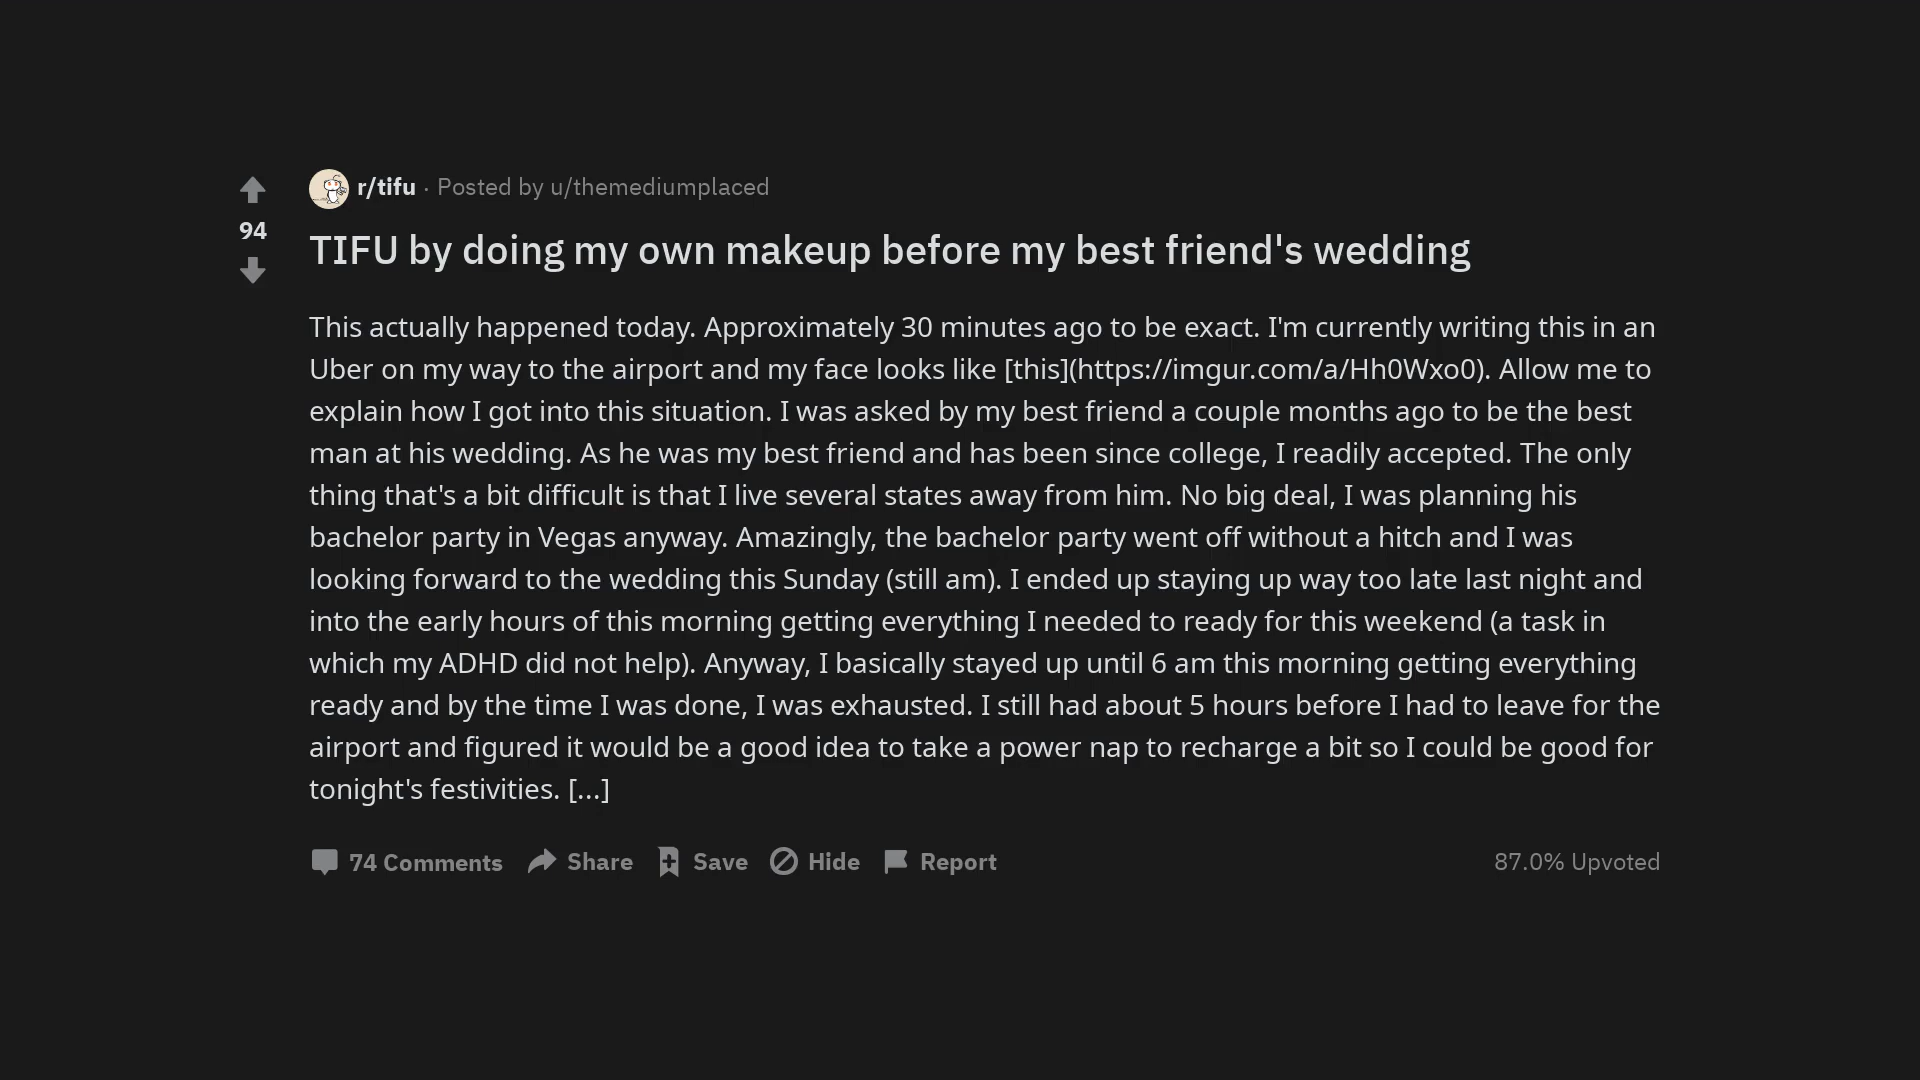 r/tifu · Posted by u/themediumplaced
94
TIFU by doing my own makeup before my best friend's wedding
This actually happened today. Approximately 30 minutes ago to be exact. I'm currently writing this in an
Uber on my way to the airport and my face looks like [this](https://imgur.com/a/Hh0Wxo0). Allow me to
explain how I got into this situation. I was asked by my best friend a couple months ago to be the best
man at his wedding. As he was my best friend and has been since college, I readily accepted. The only
thing that's a bit difficult is that I live several states away from him. No big deal, I was planning his
bachelor party in Vegas anyway. Amazingly, the bachelor party went off without a hitch and I was
looking forward to the wedding this Sunday (still am). I ended up staying up way too late last night and
into the early hours of this morning getting everything I needed to ready for this weekend (a task in
which my ADHD did not help). Anyway, I basically stayed up until 6 am this morning getting everything
ready and by the time I was done, I was exhausted. I still had about 5 hours before I had to leave for the
airport and figured it would be a good idea to take a power nap to recharge a bit so I could be good for
tonight's festivities. [...]
74 Comments Share Save Hide Report 87.0% Upvoted